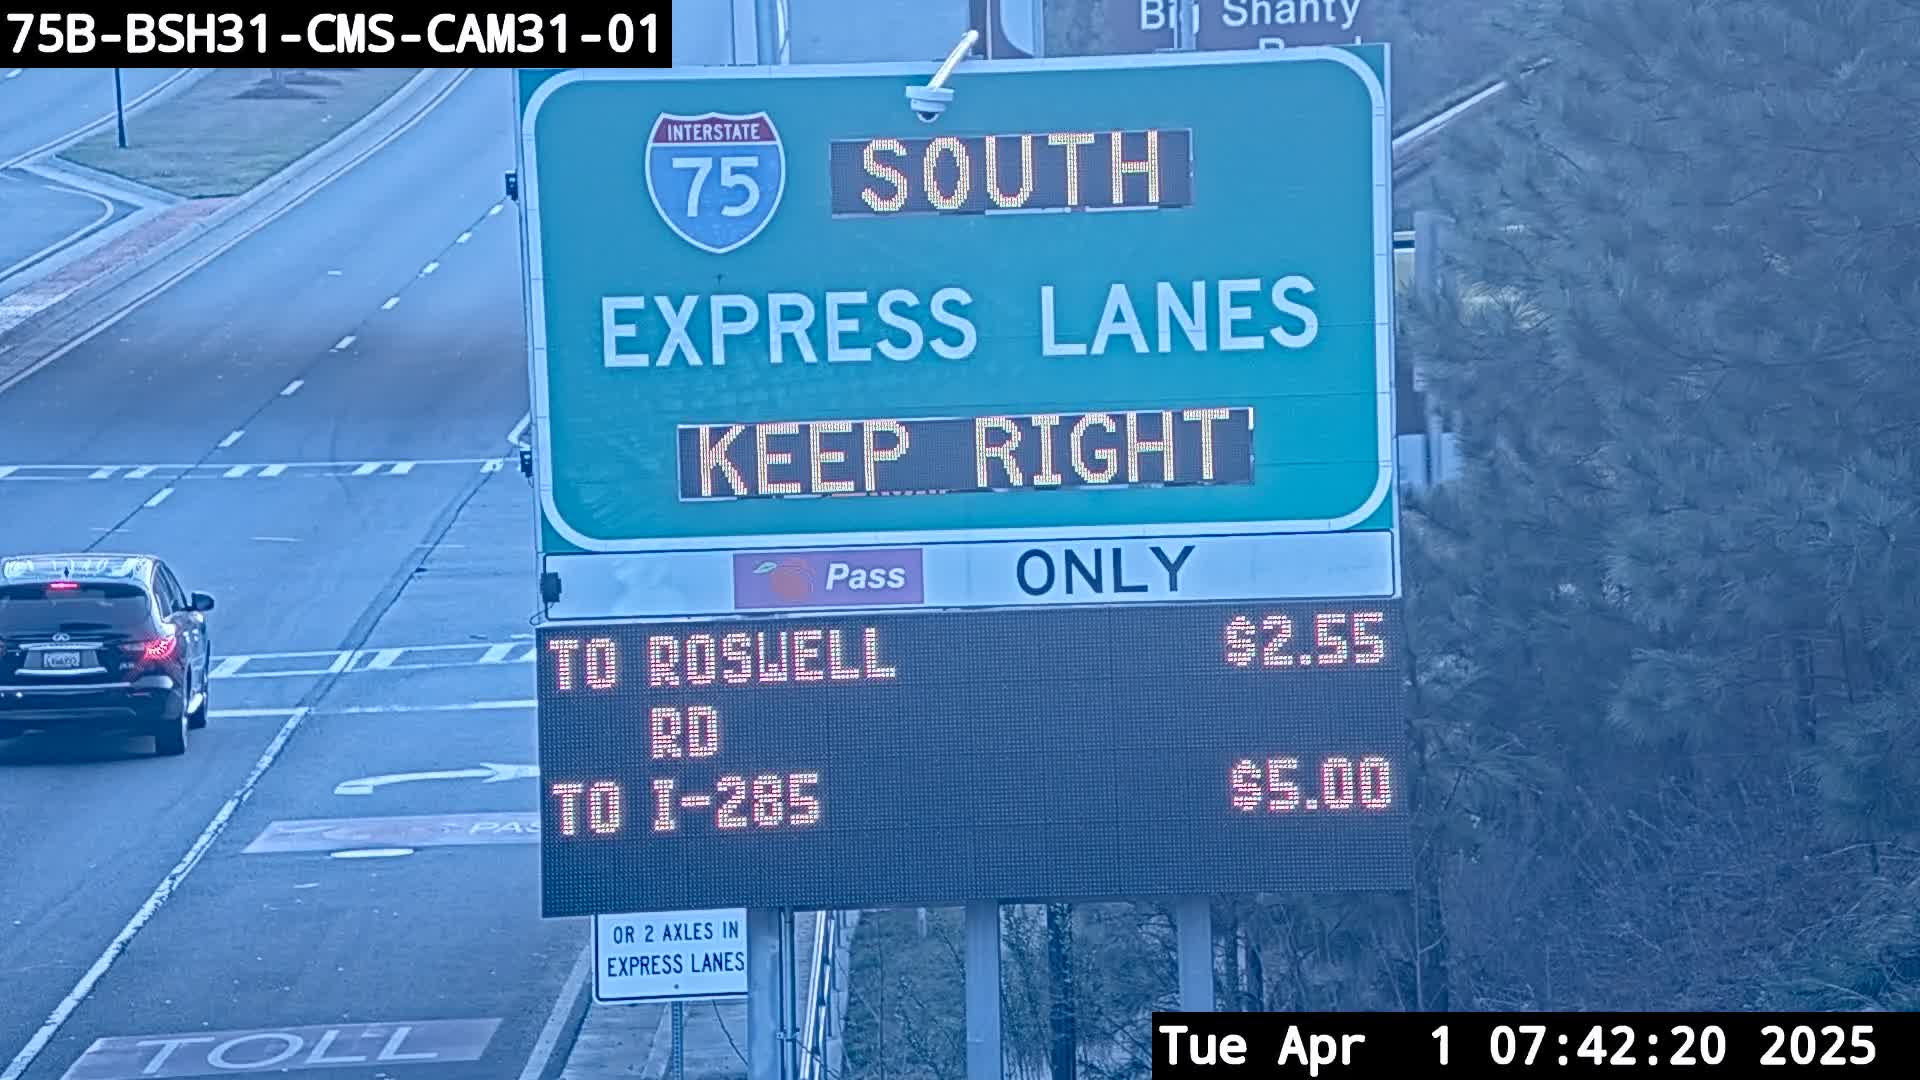 75B-BSH31-CMS-CAM31-01
Big Shanty
INTERSTATE
75
SOUTH
EXPRESS LANES
KEEP RIGHT
Pass ONLY
TO ROSWELL $2.55
RD
TO I-285 $5.00
OR 2 AXLES IN
EXPRESS LANES
TOLL
Tue Apr 1 07:42:20 2025